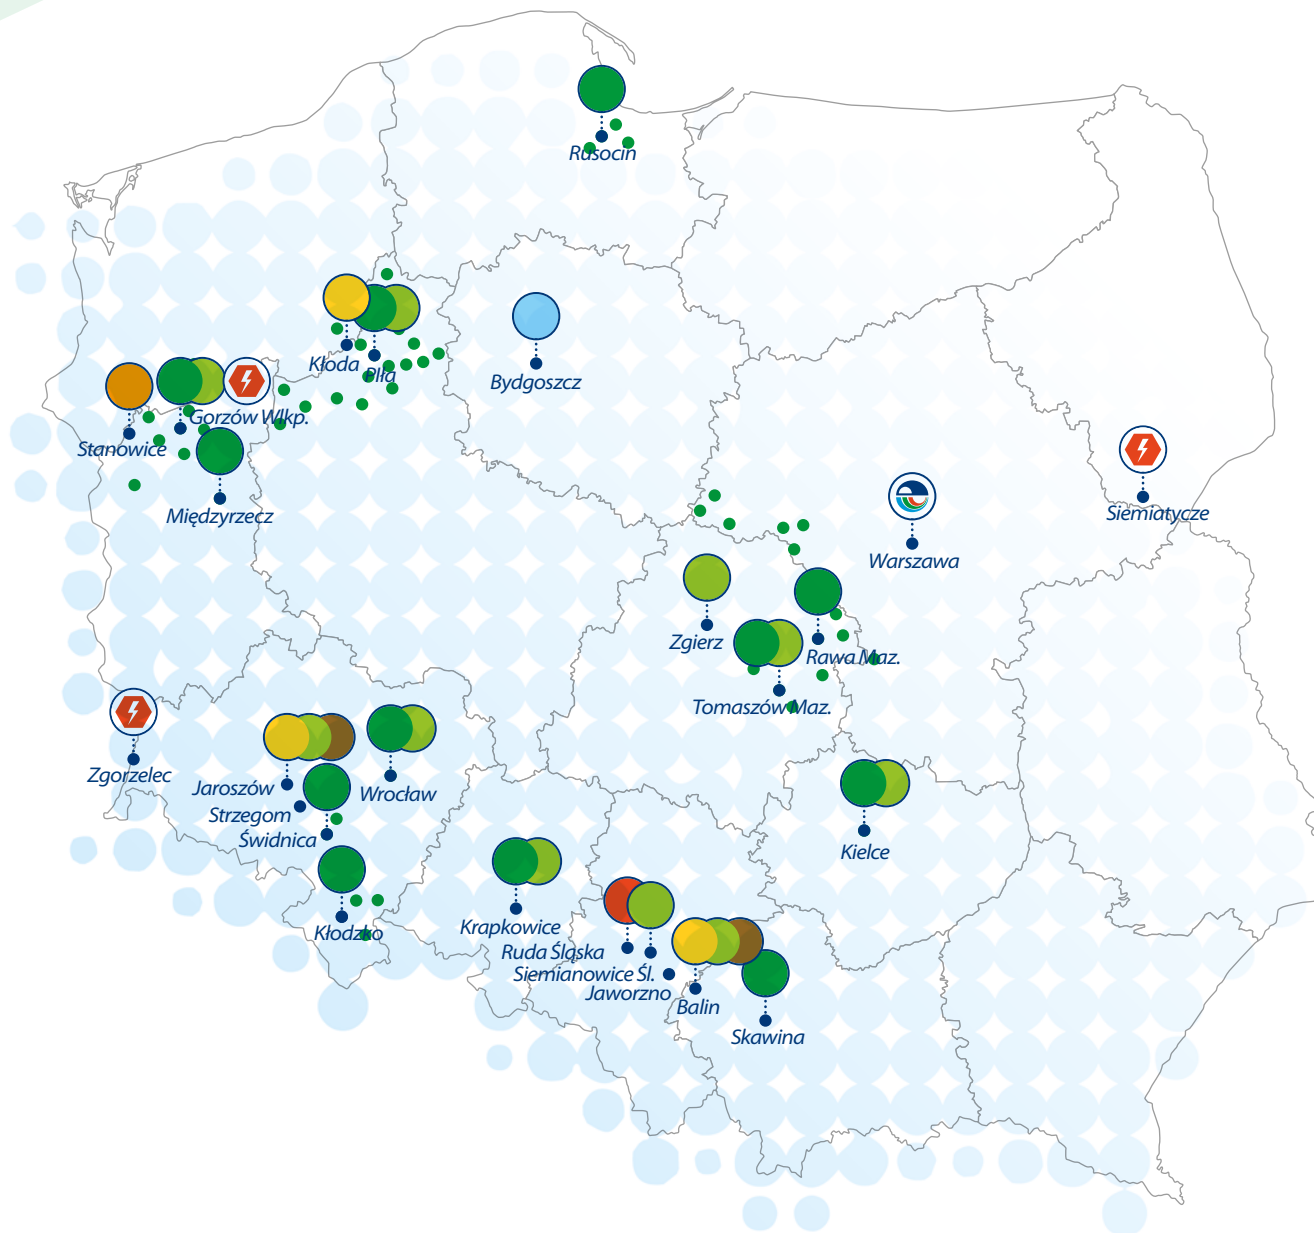 Rusocin
Kłoda
Piła
Bydgoszcz
Gorzów Wlkp.
Stanowice
Międzyrzecz
Siemiatycze
Warszawa
Zgierz
Rawa Maz.
Tomaszów Maz.
Zgorzelec
Jaroszów
Wrocław
Strzegom
Świdnica
Kielce
Krapkowice
Kłodzko
Ruda Śląska
Siemianowice Śl.
Jaworzno
Balin
Skawina